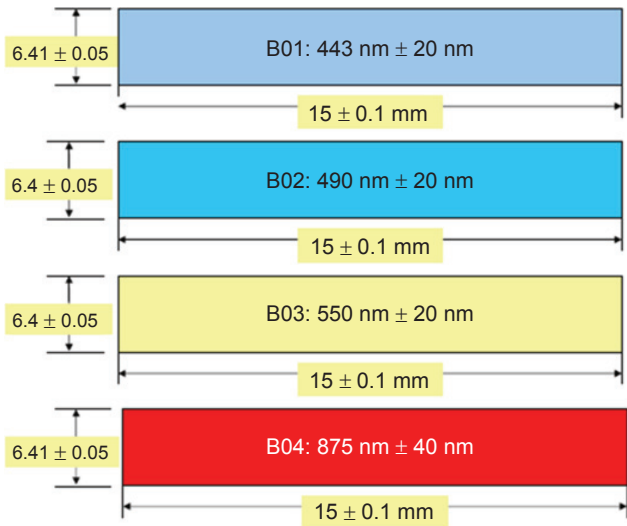 6.41 ± 0.05
B01: 443 nm ± 20 nm
15 ± 0.1 mm
6.4 ± 0.05
B02: 490 nm ± 20 nm
15 ± 0.1 mm
6.4 ± 0.05
B03: 550 nm ± 20 nm
15 ± 0.1 mm
6.41 ± 0.05
B04: 875 nm ± 40 nm
15 ± 0.1 mm